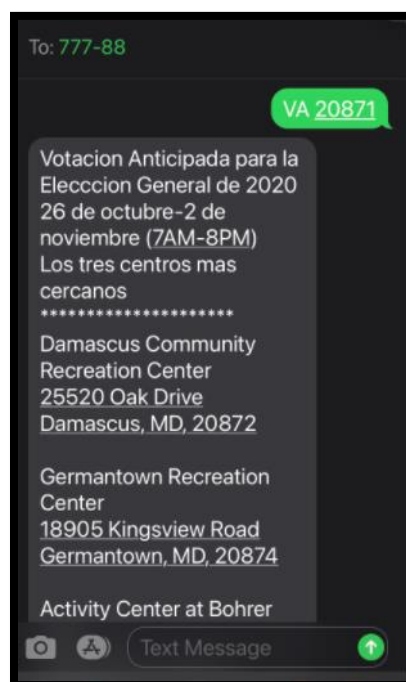 To: 777-88
VA 20871
Votacion Anticipada para la
Elecccion General de 2020
26 de octubre-2 de
noviembre (7AM-8PM)
Los tres centros mas
cercanos
*********************
Damascus Community
Recreation Center
25520 Oak Drive
Damascus, MD, 20872
Germantown Recreation
Center
18905 Kingsview Road
Germantown, MD, 20874
Activity Center at Bohrer
Text Message